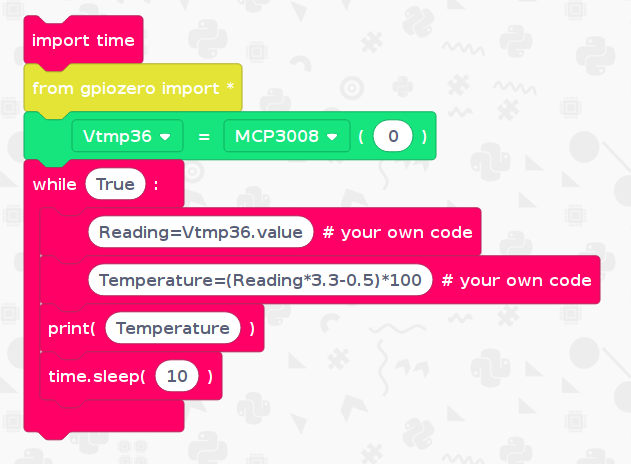 import time
from gpiozero import *
Vtmp36 = MCP3008 ( 0 )
while True :
Reading=Vtmp36.value # your own code
Temperature=(Reading*3.3-0.5)*100 # your own code
print( Temperature )
time.sleep( 10 )